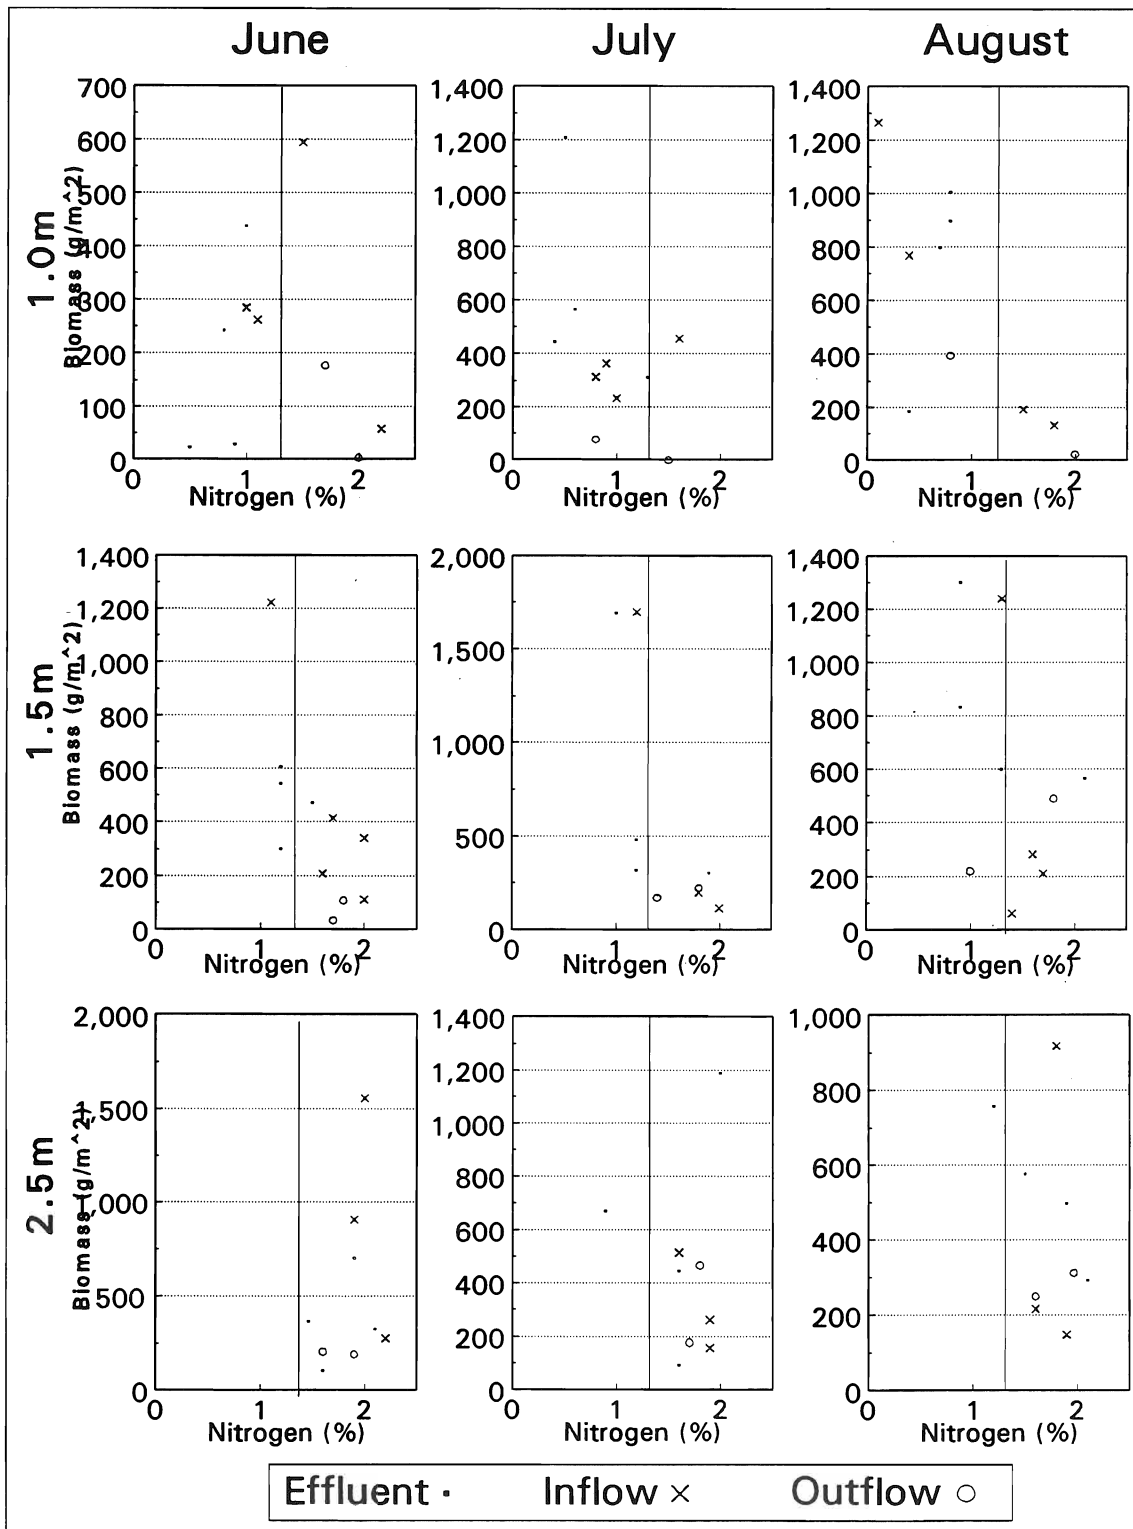 June July August
1.0m
Biomass (g/m^2)
700 1,400 1,400
600 1,200 1,200
500 1,000 1,000
400 800 800
300 600 600
200 400 400
100 200 200
0 0 0
0 1 2 0 1 2 0 1 2
Nitrogen (%) Nitrogen (%) Nitrogen (%)
1.5m
Biomass (g/m^2)
1,400 2,000 1,400
1,200 1,500 1,200
1,000 1,000 1,000
800 500 800
600 0 600
400 400
200 200
0 0
0 1 2 0 1 2 0 1 2
Nitrogen (%) Nitrogen (%) Nitrogen (%)
2.5m
Biomass (g/m^2)
2,000 1,400 1,000
1,500 1,200 800
1,000 1,000 600
500 800 400
0 600 200
400 0
200
0
0 1 2 0 1 2 0 1 2
Nitrogen (%) Nitrogen (%) Nitrogen (%)
Effluent Inflow Outflow